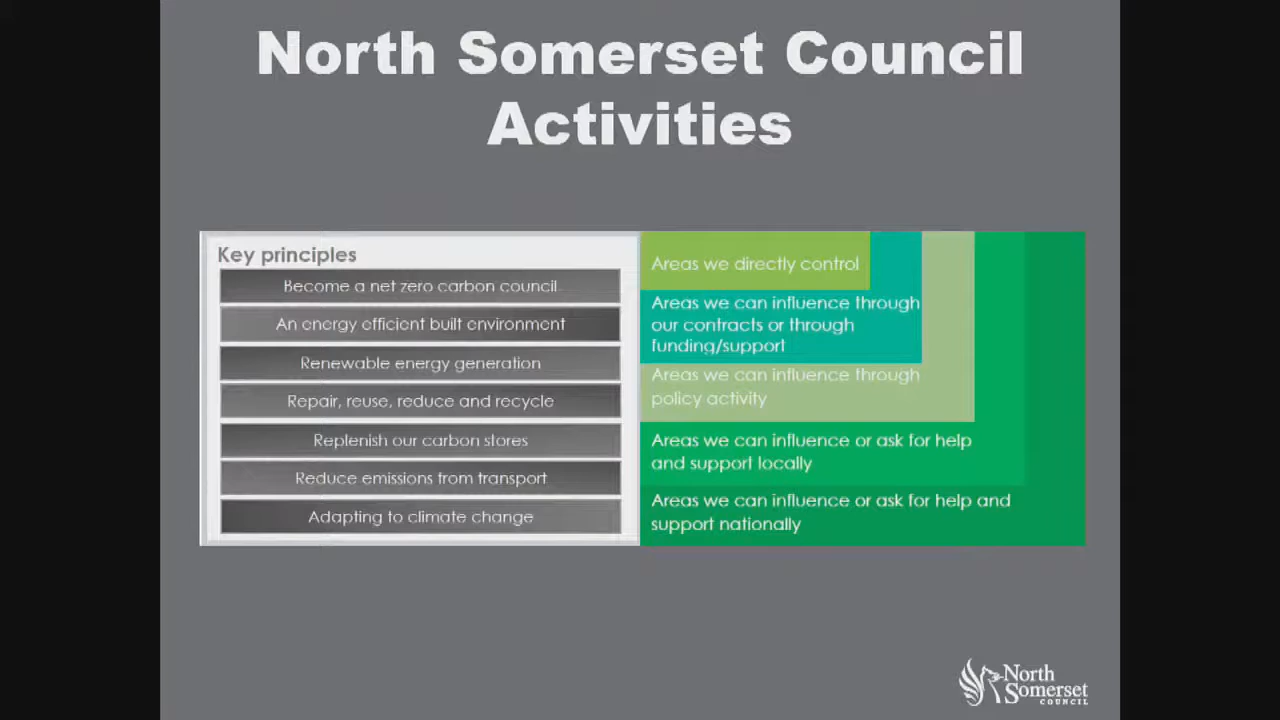 North Somerset Council
Activities
Key principles
Become a net zero carbon council
An energy efficient built environment
Renewable energy generation
Repair, reuse, reduce and recycle
Replenish our carbon stores
Reduce emissions from transport
Adapting to climate change
Areas we directly control
Areas we can influence through
our contracts or through
funding/support
Areas we can influence through
policy activity
Areas we can influence or ask for help
and support locally
Areas we can influence or ask for help and
support nationally
North
Somerset
COUNCIL